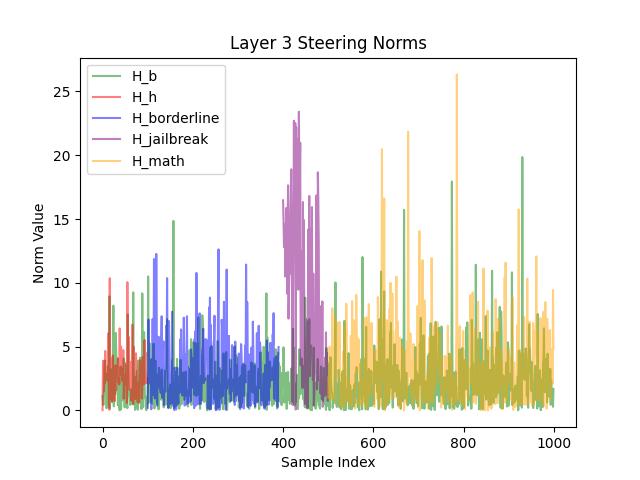 Layer 3 Steering Norms
H_b
H_h
H_borderline
H_jailbreak
H_math
Norm Value
25
20
15
10
5
0
0 200 400 600 800 1000
Sample Index